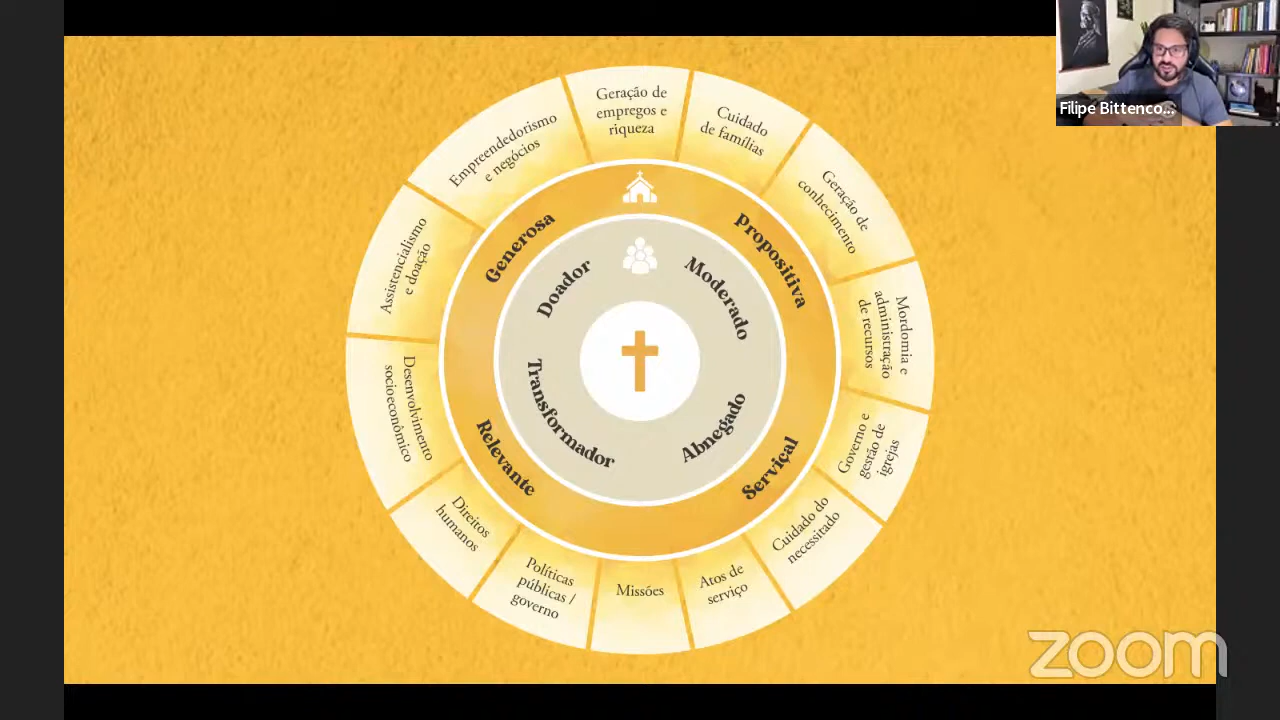 Filipe Bittenco...
Geração de
empregos e
riqueza
Cuidado
de famílias
Geração de
conhecimento
Mordomia e
administração
de recursos
Governo e
gestão de
igrejas
Cuidado do
necessitado
Atos de
serviço
Missões
Políticas
públicas /
governo
Direitos
humanos
Desenvolvimento
socioeconômico
Assistencialismo
e doação
Empreendedorismo
e negócios
Generosa
Propositiva
Serviçal
Relevante
Doador
Moderado
Abnegado
Transformador
zoom